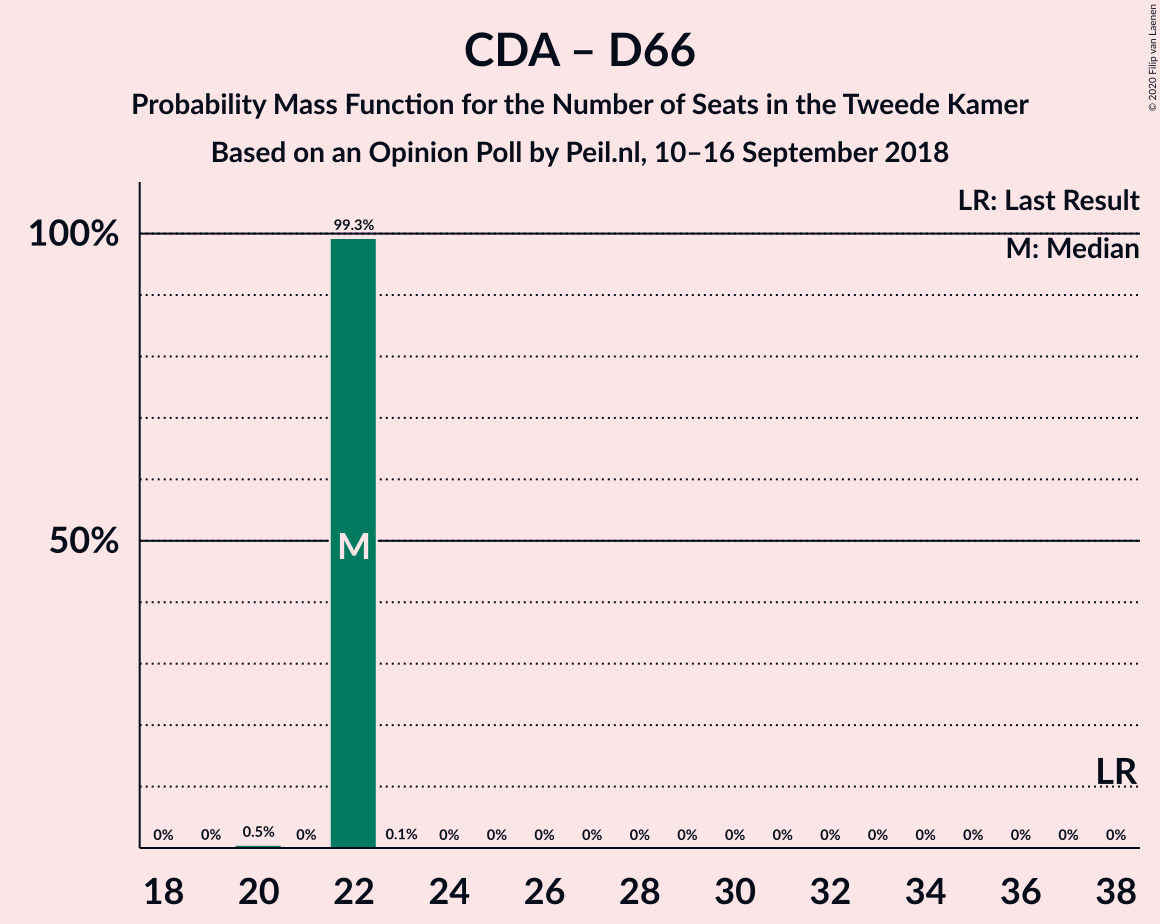 CDA – D66
Probability Mass Function for the Number of Seats in the Tweede Kamer
Based on an Opinion Poll by Peil.nl, 10–16 September 2018
© 2020 Filip van Laenen
LR: Last Result
M: Median
100%
50%
99.3%
M
LR
0% 0% 0.5% 0% 0.1% 0% 0% 0% 0% 0% 0% 0% 0% 0% 0% 0% 0% 0% 0% 0%
18 20 22 24 26 28 30 32 34 36 38